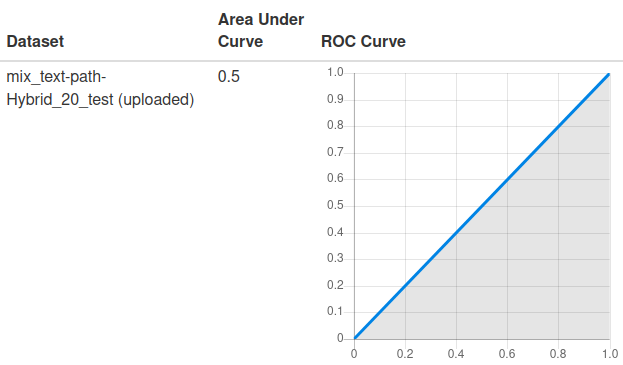 Dataset
Area Under
Curve
ROC Curve
mix_text-path-
Hybrid_20_test (uploaded)
0.5
1.0
0.9
0.8
0.7
0.6
0.5
0.4
0.3
0.2
0.1
0
0 0.2 0.4 0.6 0.8 1.0